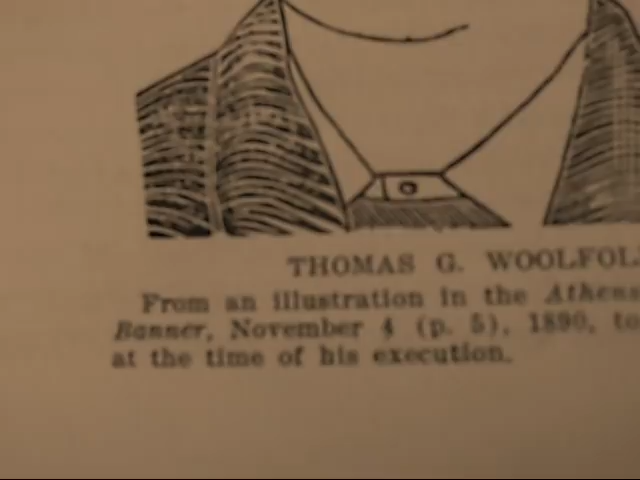 THOMAS G. WOOLFOL
From an illustration in the Athens
Banner, November 4 (p. 5), 1890, to
at the time of his execution.